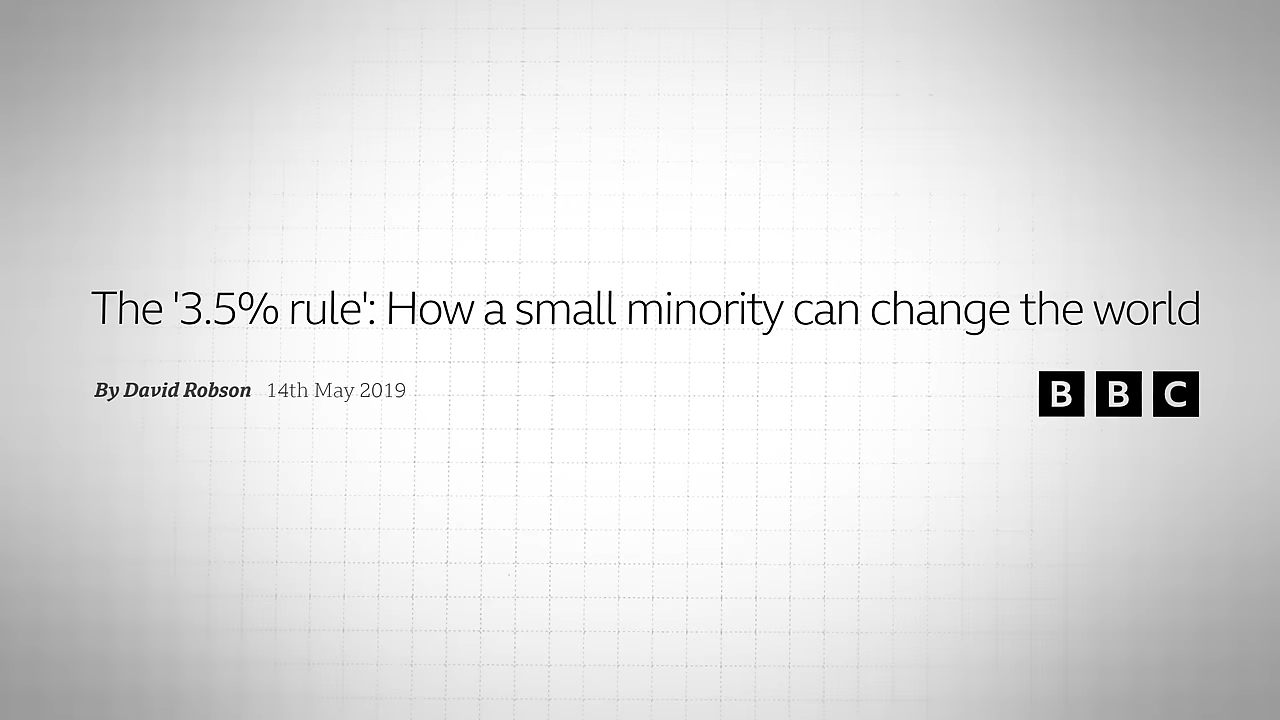 The '3.5% rule': How a small minority can change the world
By David Robson 14th May 2019
BBC